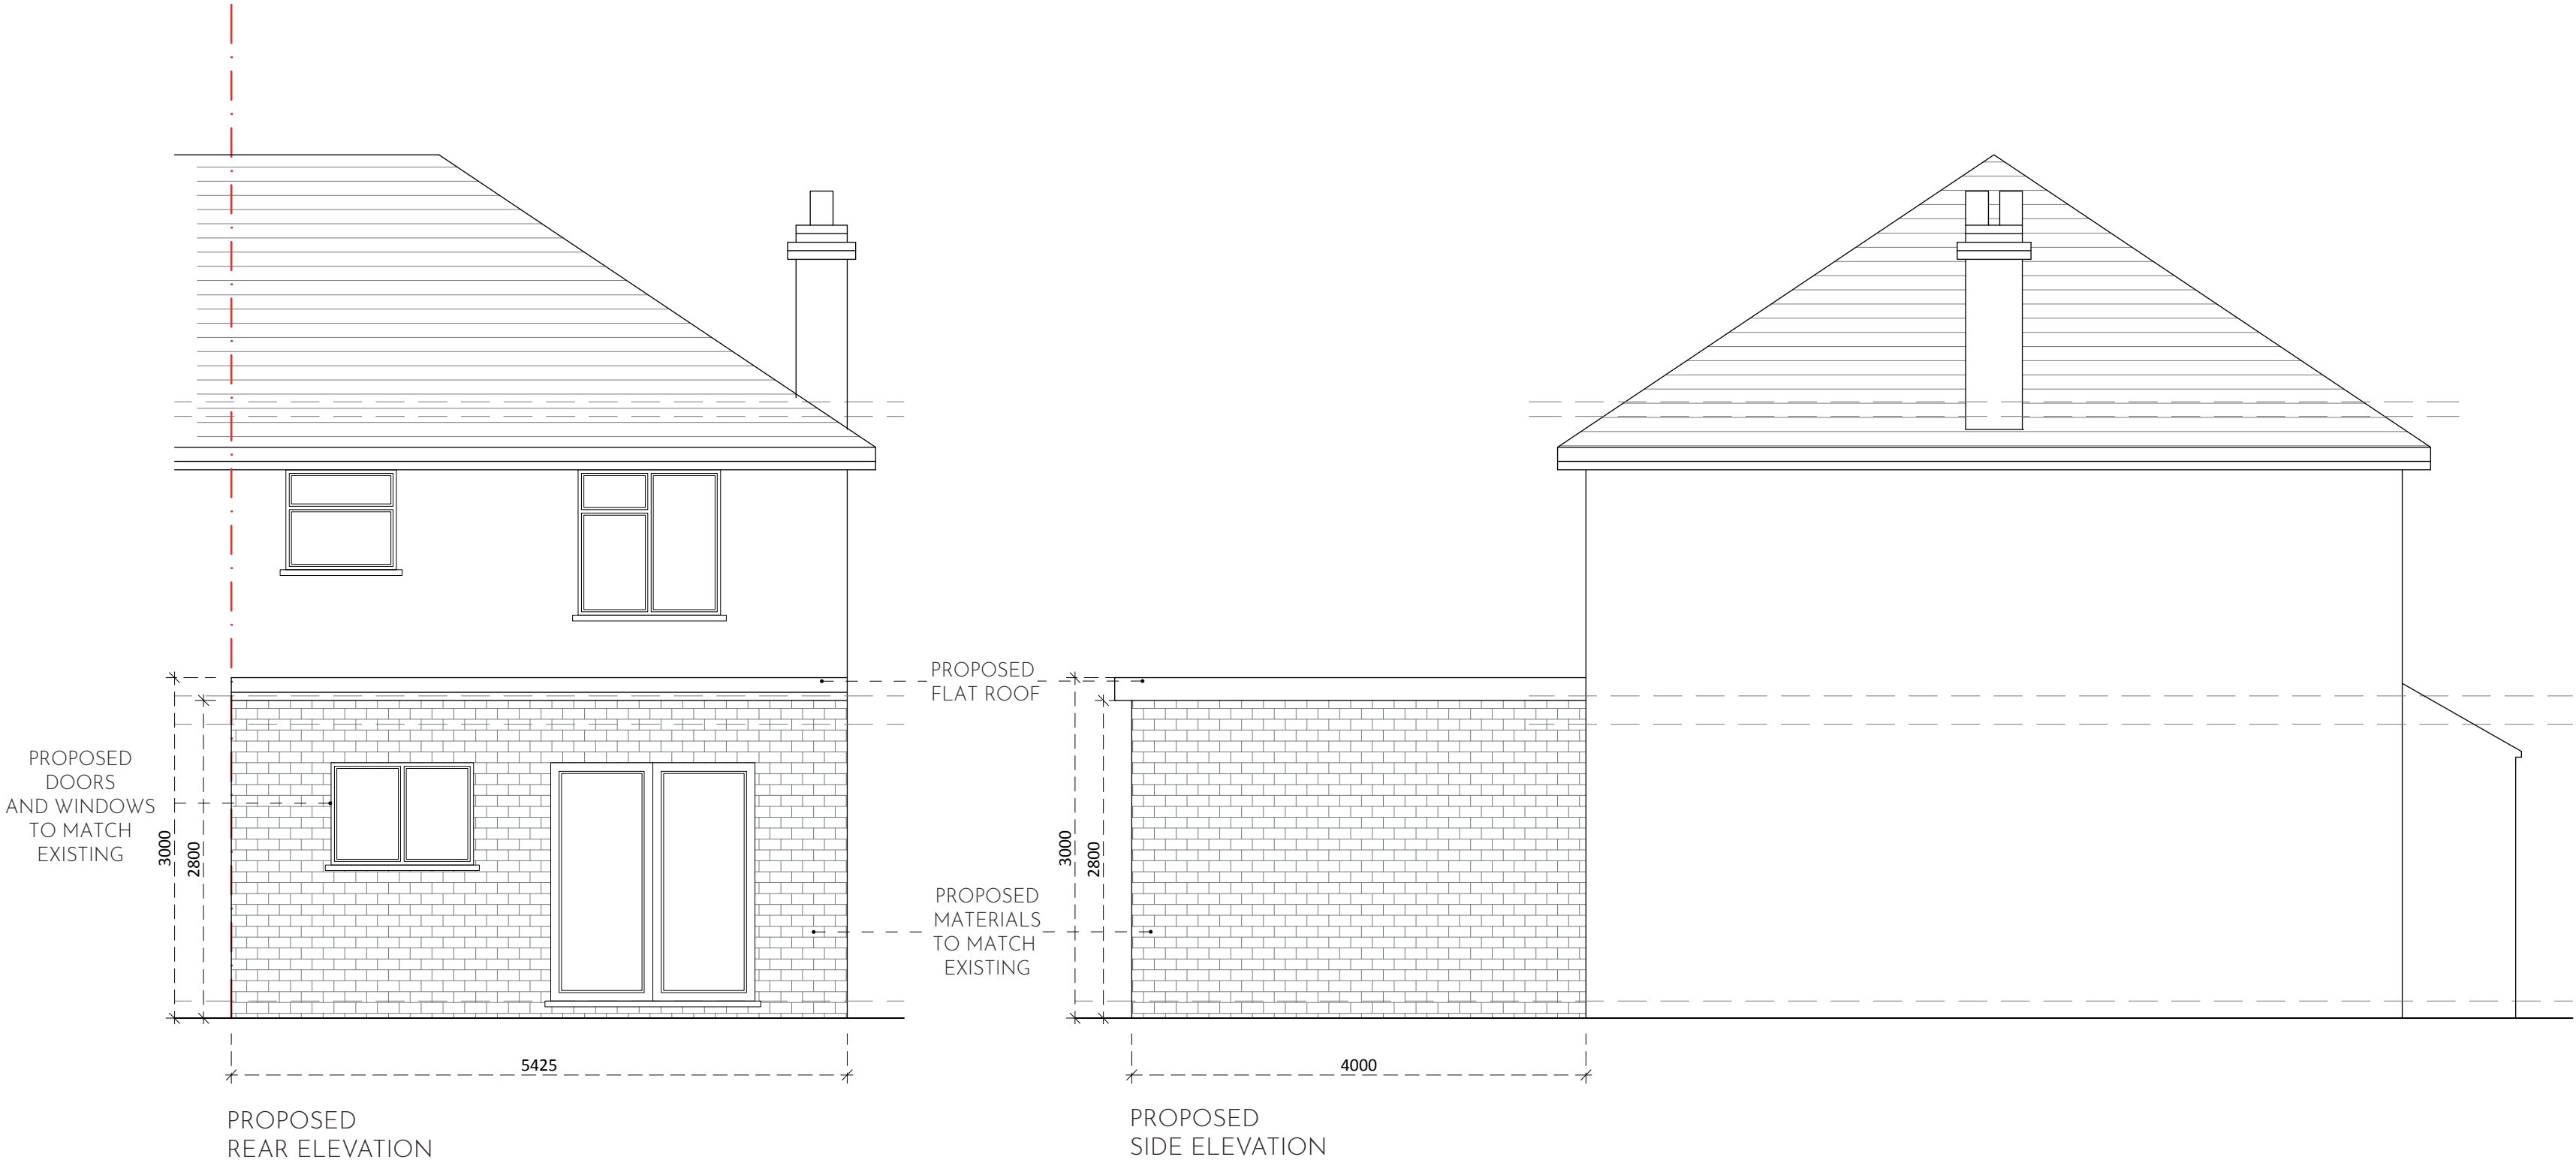 PROPOSED
FLAT ROOF
PROPOSED
DOORS
AND WINDOWS
TO MATCH
EXISTING
3000
2800
3000
2800
PROPOSED
MATERIALS
TO MATCH
EXISTING
5425
4000
PROPOSED
REAR ELEVATION
PROPOSED
SIDE ELEVATION